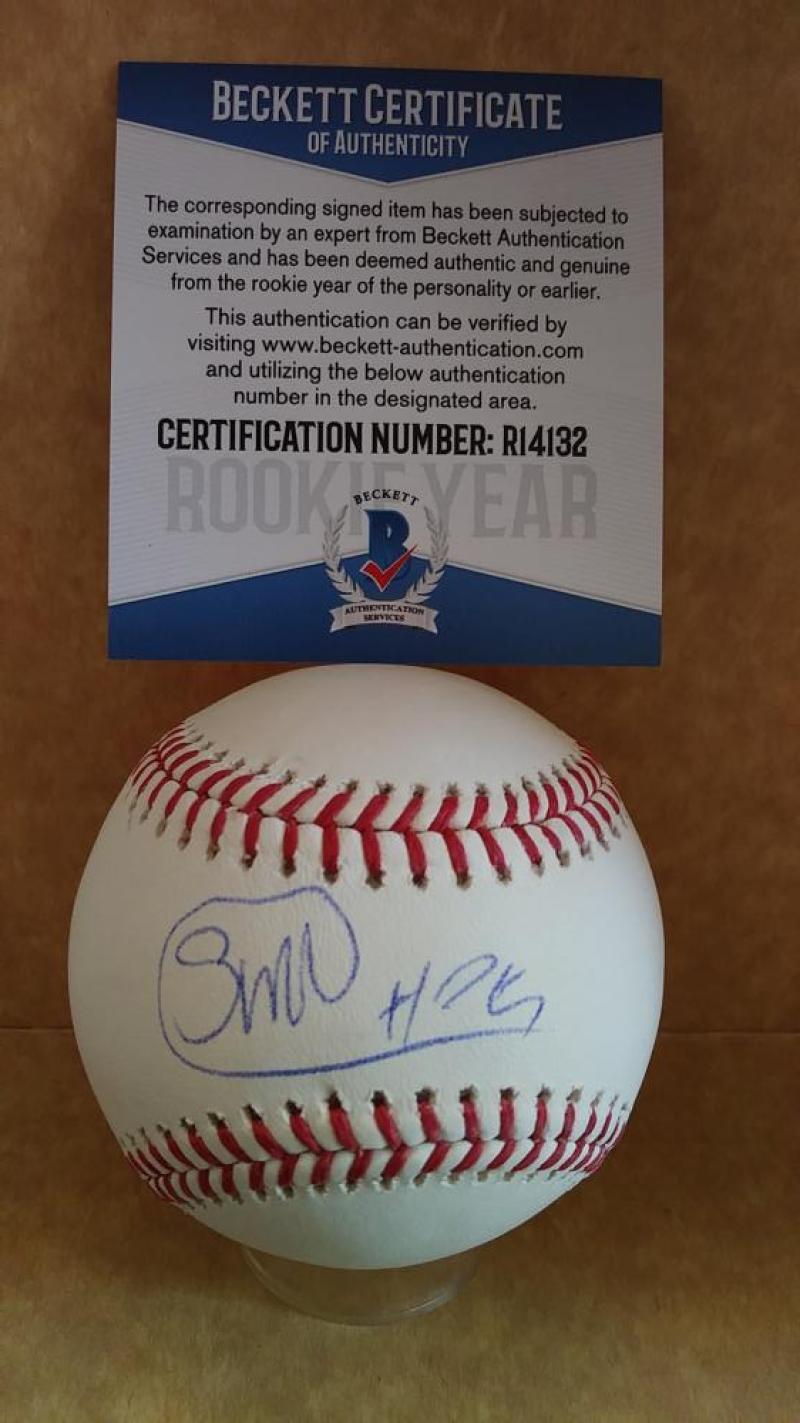 BECKETT CERTIFICATE
OF AUTHENTICITY
The corresponding signed item has been subjected to
examination by an expert from Beckett Authentication
Services and has been deemed authentic and genuine
from the rookie year of the personality or earlier.
This authentication can be verified by
visiting www.beckett-authentication.com
and utilizing the below authentication
number in the designated area.
CERTIFICATION NUMBER: R14132
ROOKIE YEAR
BECKETT
B
AUTHENTICATION
SERVICES